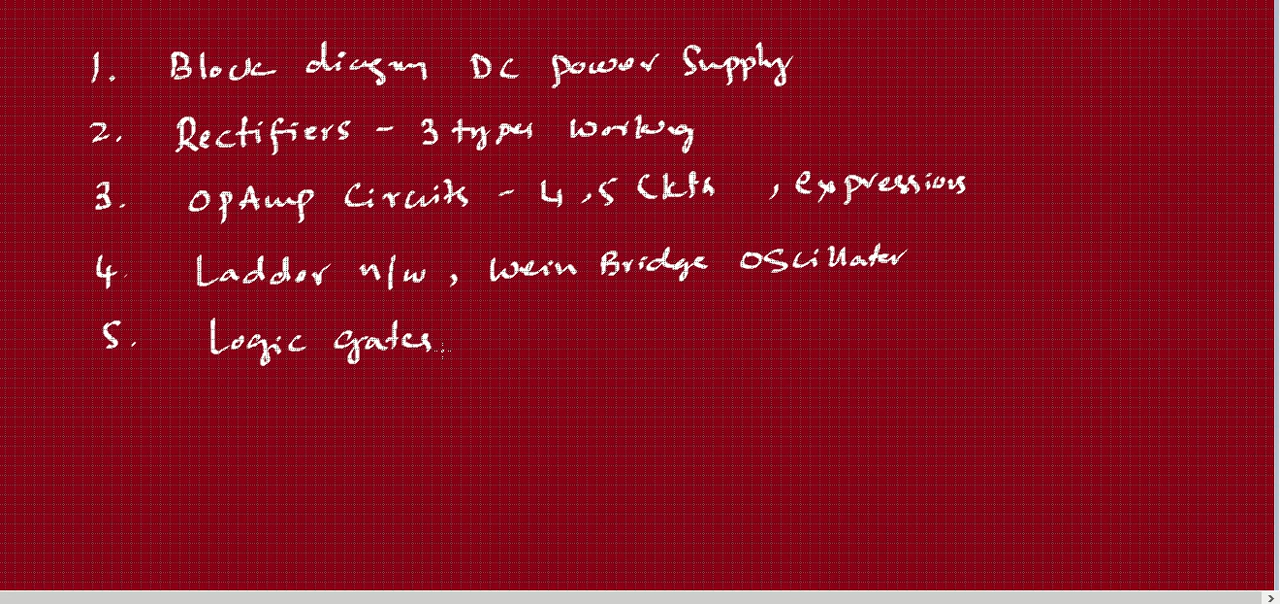 1. Block diagram DC power Supply
2. Rectifiers - 3 types working
3. OpAmp Circuits - 4,5 Ckts, expressions
4. Ladder n/w, Wein Bridge OScillater
5. Logic gates.